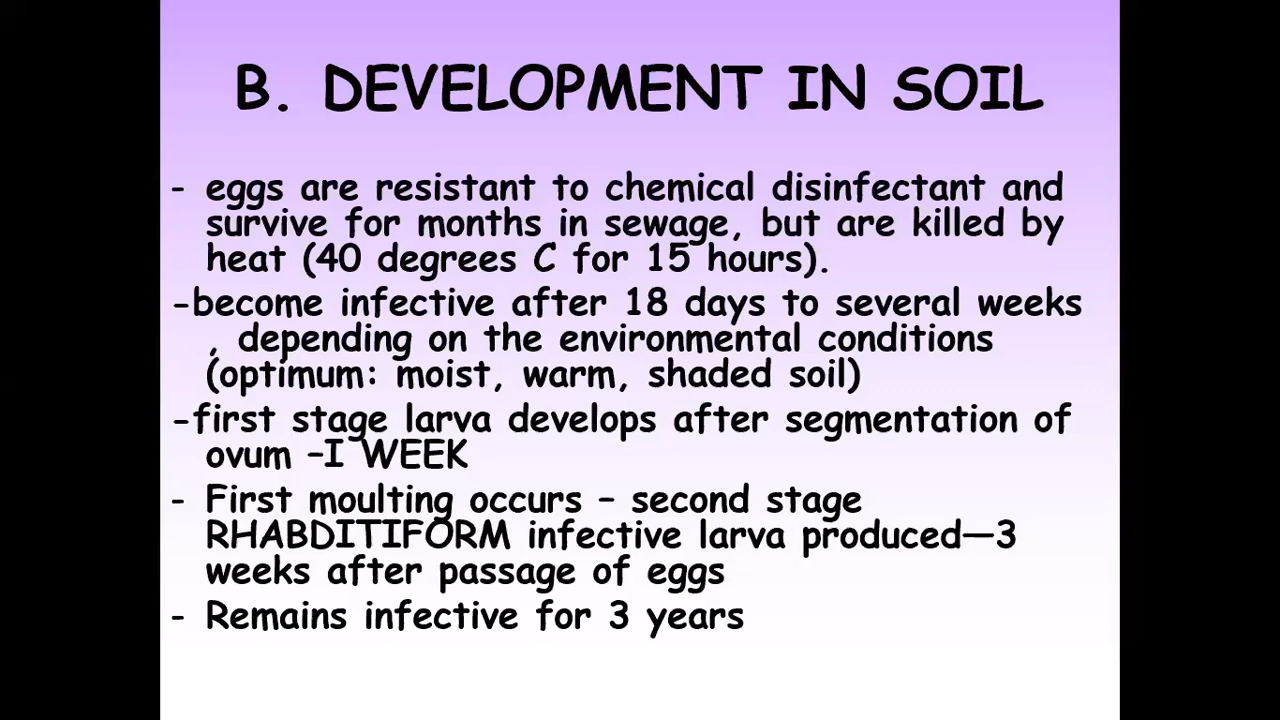 B. DEVELOPMENT IN SOIL
- eggs are resistant to chemical disinfectant and
survive for months in sewage, but are killed by
heat (40 degrees C for 15 hours).
-become infective after 18 days to several weeks
, depending on the environmental conditions
(optimum: moist, warm, shaded soil)
-first stage larva develops after segmentation of
ovum –I WEEK
- First moulting occurs – second stage
RHABDITIFORM infective larva produced—3
weeks after passage of eggs
- Remains infective for 3 years